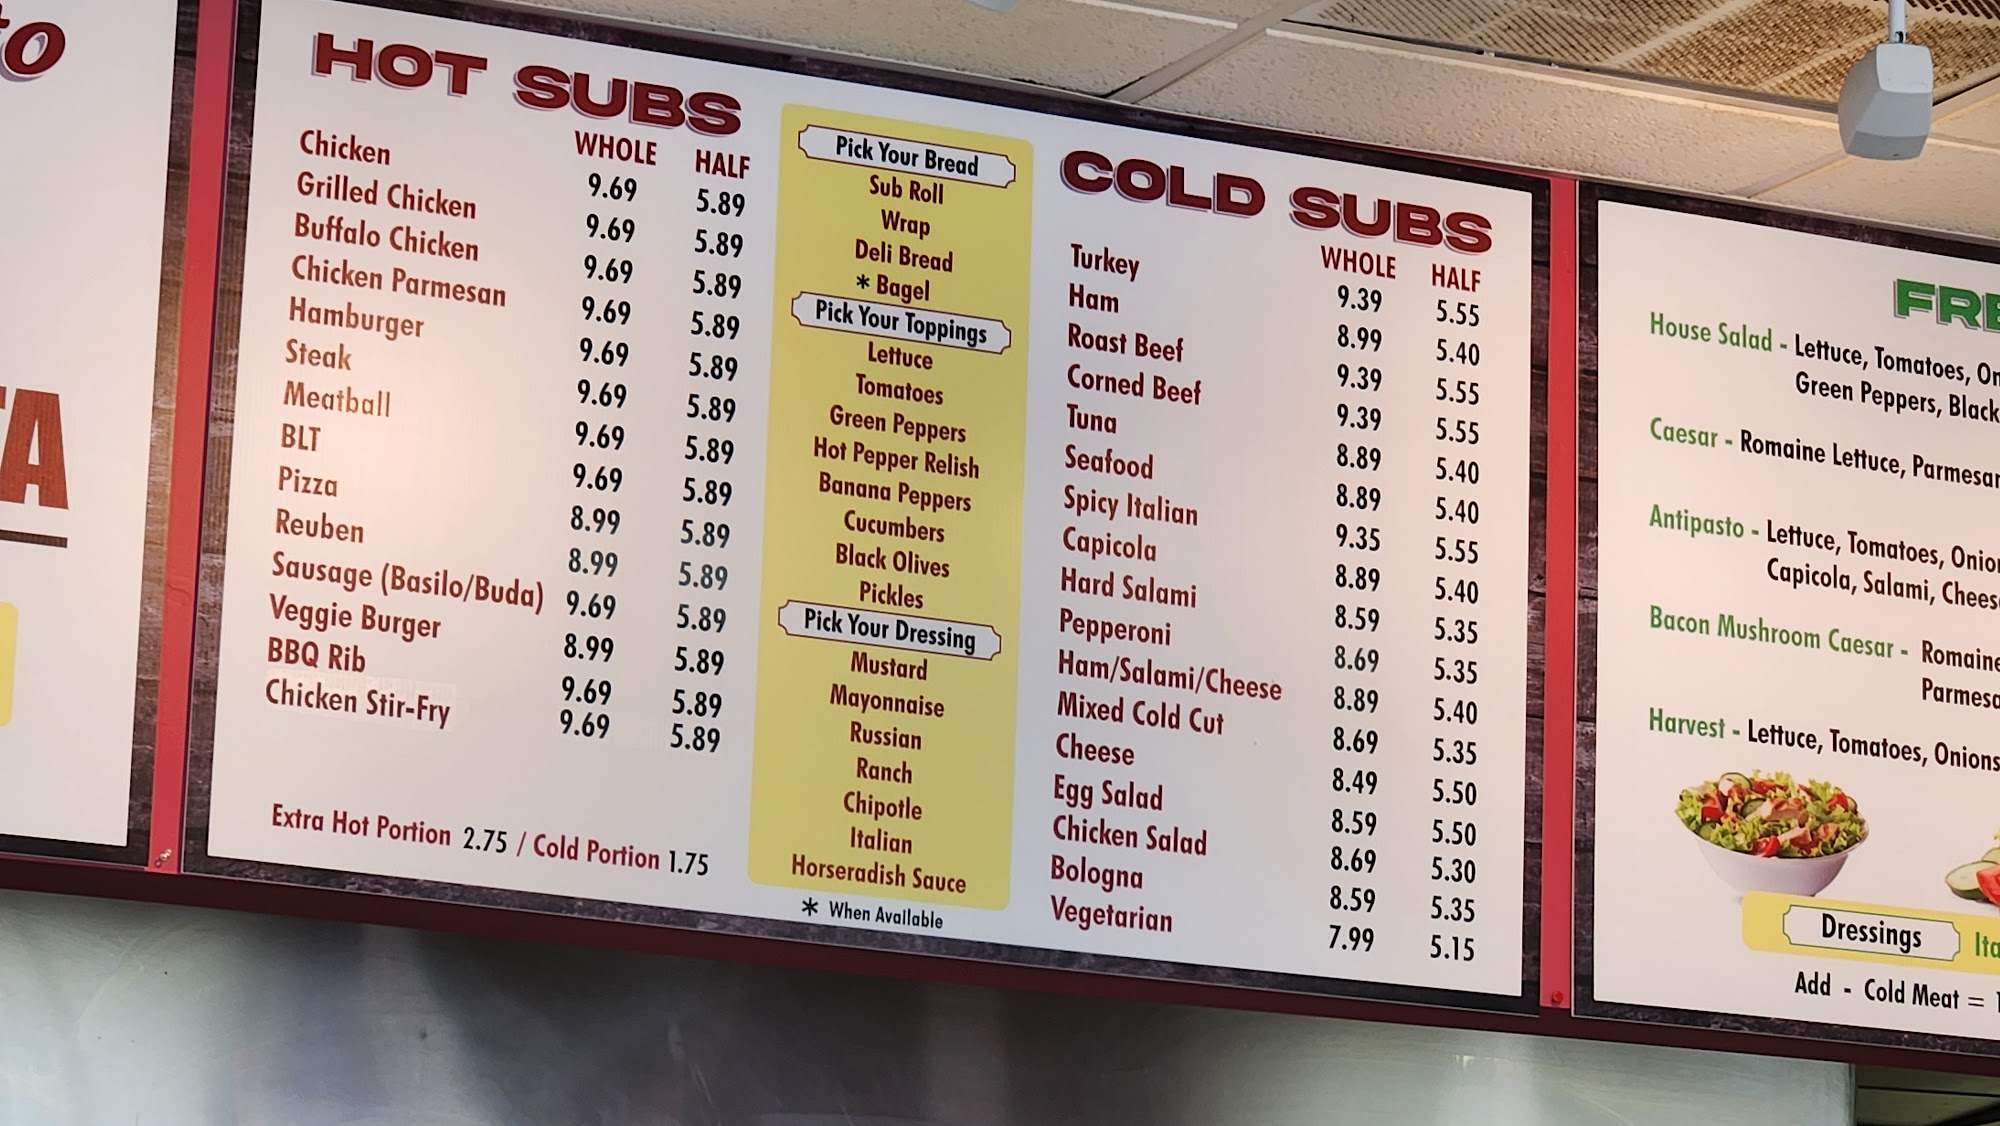 HOT SUBS
WHOLE HALF
Chicken 9.69 5.89
Grilled Chicken 9.69 5.89
Buffalo Chicken 9.69 5.89
Chicken Parmesan 9.69 5.89
Hamburger 9.69 5.89
Steak 9.69 5.89
Meatball 9.69 5.89
BLT 9.69 5.89
Pizza 8.99 5.89
Reuben 8.99 5.89
Sausage (Basilo/Buda) 9.69 5.89
Veggie Burger 8.99 5.89
BBQ Rib 9.69 5.89
Chicken Stir-Fry 9.69 5.89
Extra Hot Portion 2.75 / Cold Portion 1.75
Pick Your Bread
Sub Roll
Wrap
Deli Bread
* Bagel
Pick Your Toppings
Lettuce
Tomatoes
Green Peppers
Hot Pepper Relish
Banana Peppers
Cucumbers
Black Olives
Pickles
Pick Your Dressing
Mustard
Mayonnaise
Russian
Ranch
Chipotle
Italian
Horseradish Sauce
* When Available
COLD SUBS
WHOLE HALF
Turkey 9.39 5.55
Ham 8.99 5.40
Roast Beef 9.39 5.55
Corned Beef 9.39 5.55
Tuna 8.89 5.40
Seafood 8.89 5.40
Spicy Italian 9.35 5.55
Capicola 8.89 5.40
Hard Salami 8.59 5.35
Pepperoni 8.69 5.35
Ham/Salami/Cheese 8.89 5.40
Mixed Cold Cut 8.69 5.35
Cheese 8.49 5.50
Egg Salad 8.59 5.50
Chicken Salad 8.69 5.30
Bologna 8.59 5.35
Vegetarian 7.99 5.15
House Salad - Lettuce, Tomatoes,
Green Peppers, Black
Caesar - Romaine Lettuce, Parmesan
Antipasto - Lettuce, Tomatoes,
Capicola, Salami,
Bacon Mushroom Caesar - Romaine
Harvest - Lettuce, Tomatoes, Onions
Dressings
Add - Cold Meat =